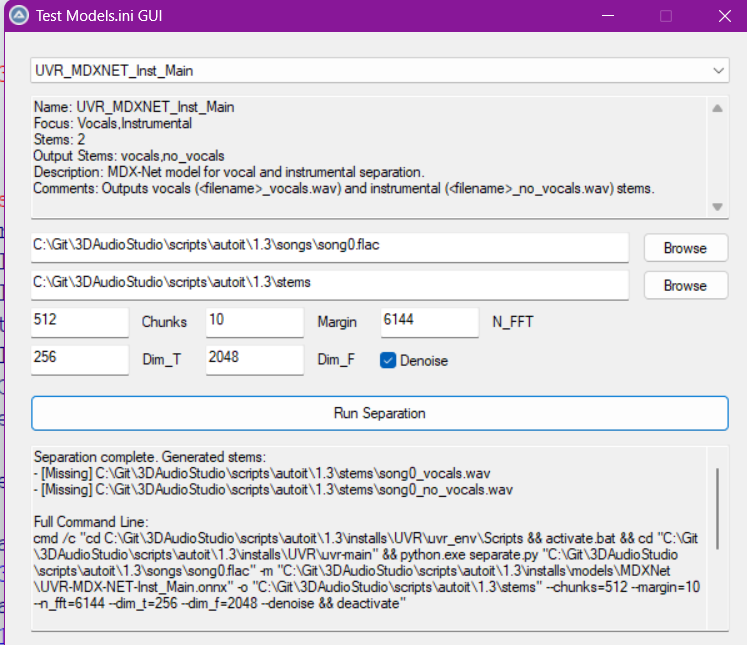 Test Models.ini GUI
UVR_MDXNET_Inst_Main
Name: UVR_MDXNET_Inst_Main
Focus: Vocals,Instrumental
Stems: 2
Output Stems: vocals,no_vocals
Description: MDX-Net model for vocal and instrumental separation.
Comments: Outputs vocals (<filename>_vocals.wav) and instrumental (<filename>_no_vocals.wav) stems.
C:\Git\3DAudioStudio\scripts\autoit\1.3\songs\song0.flac Browse
C:\Git\3DAudioStudio\scripts\autoit\1.3\stems Browse
512 Chunks 10 Margin 6144 N_FFT
256 Dim_T 2048 Dim_F Denoise
Run Separation
Separation complete. Generated stems:
- [Missing] C:\Git\3DAudioStudio\scripts\autoit\1.3\stems\song0_vocals.wav
- [Missing] C:\Git\3DAudioStudio\scripts\autoit\1.3\stems\song0_no_vocals.wav
Full Command Line:
cmd /c "cd C:\Git\3DAudioStudio\scripts\autoit\1.3\installs\UVR\uvr_env\Scripts && activate.bat && cd "C:\Git
\3DAudioStudio\scripts\autoit\1.3\installs\UVR\uvr-main" && python.exe separate.py "C:\Git\3DAudioStudio
\scripts\autoit\1.3\songs\song0.flac" -m "C:\Git\3DAudioStudio\scripts\autoit\1.3\installs\models\MDXNet
\UVR-MDX-NET-Inst_Main.onnx" -o "C:\Git\3DAudioStudio\scripts\autoit\1.3\stems" --chunks=512 --margin=10
--n_fft=6144 --dim_t=256 --dim_f=2048 --denoise && deactivate"